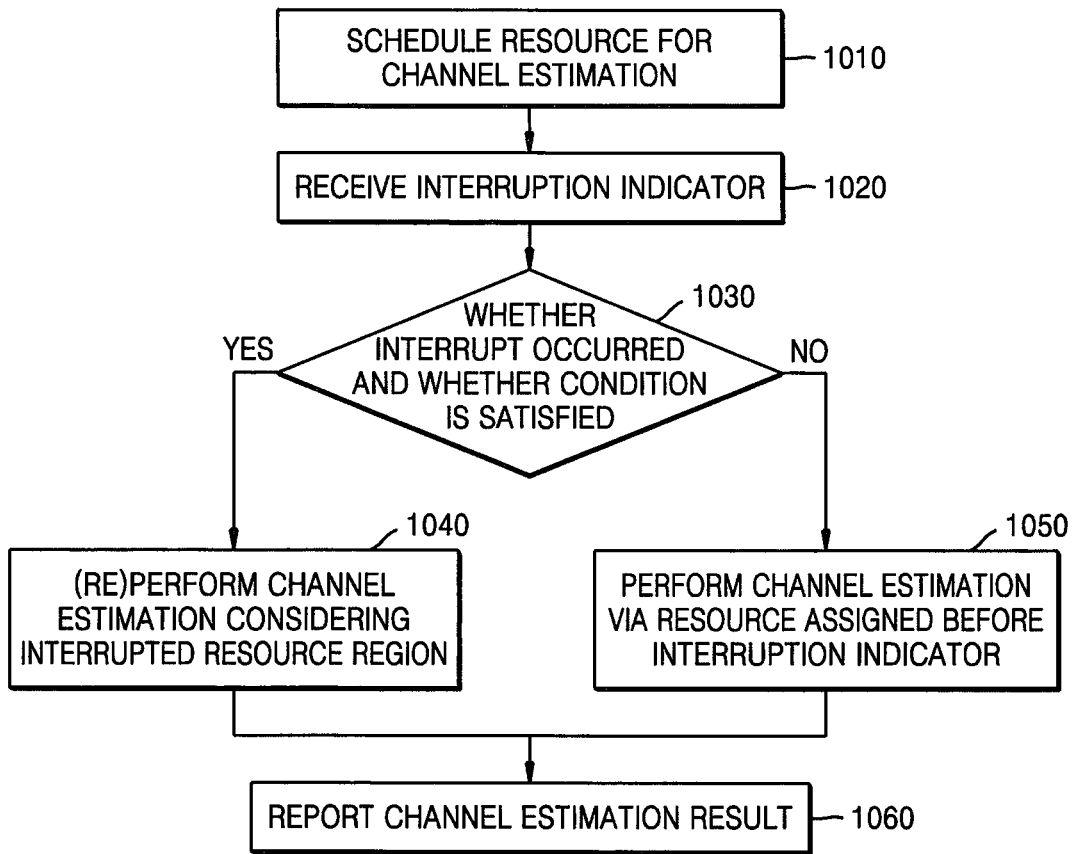 SCHEDULE RESOURCE FOR
CHANNEL ESTIMATION
1010
RECEIVE INTERRUPTION INDICATOR
1020
1030
WHETHER
INTERRUPT OCCURRED
AND WHETHER CONDITION
IS SATISFIED
YES
NO
1040
(RE)PERFORM CHANNEL
ESTIMATION CONSIDERING
INTERRUPTED RESOURCE REGION
1050
PERFORM CHANNEL ESTIMATION
VIA RESOURCE ASSIGNED BEFORE
INTERRUPTION INDICATOR
REPORT CHANNEL ESTIMATION RESULT
1060